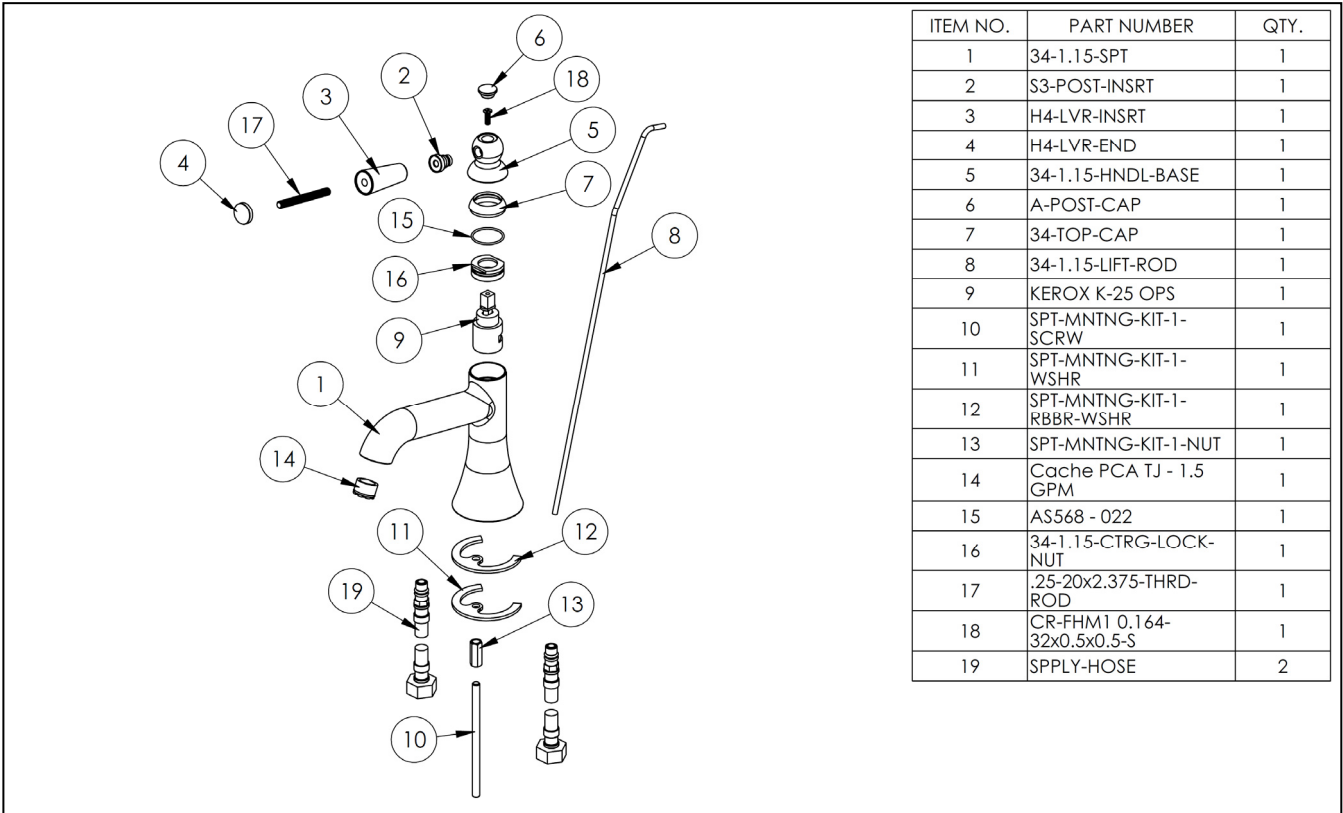 6
2
18
3
17
5
4
7
15
8
16
9
1
14
11
12
19
13
10
ITEM NO. PART NUMBER QTY.
1 34-1.15-SPT 1
2 S3-POST-INSRT 1
3 H4-LVR-INSRT 1
4 H4-LVR-END 1
5 34-1.15-HNDL-BASE 1
6 A-POST-CAP 1
7 34-TOP-CAP 1
8 34-1.15-LIFT-ROD 1
9 KEROX K-25 OPS 1
10 SPT-MNTNG-KIT-1- 1
SCRW
11 SPT-MNTNG-KIT-1- 1
WSHR
12 SPT-MNTNG-KIT-1- 1
RBBR-WSHR
13 SPT-MNTNG-KIT-1-NUT 1
14 Cache PCA TJ - 1.5 1
GPM
15 AS568 - 022 1
16 34-1.15-CTRG-LOCK- 1
NUT
17 .25-20x2.375-THRD- 1
ROD
18 CR-FHM1 0.164- 1
32x0.5x0.5-S
19 SPPLY-HOSE 2